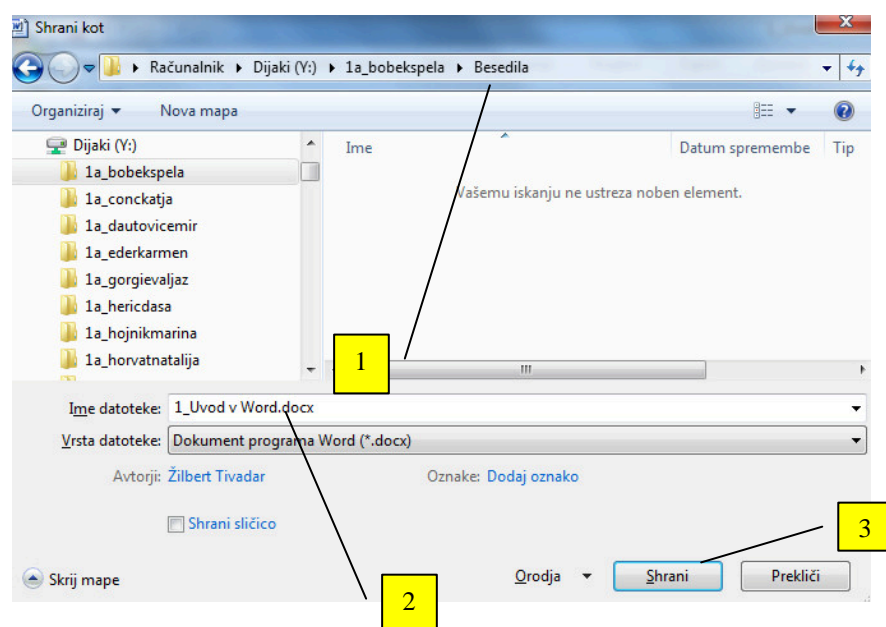 Shrani kot
Računalnik Dijaki (Y:) 1a_bobekspela Besedila
Organiziraj Nova mapa
Dijaki (Y:)
1a_bobekspela
1a_conckatja
1a_dautovicemir
1a_ederkarmen
1a_gorgievaljaz
1a_hericdasa
1a_hojnikmarina
1a_horvatnatalija
Ime Datum spremembe Tip
Vašemu iskanju ne ustreza noben element.
1
Ime datoteke: 1_Uvod v Word.docx
Vrsta datoteke: Dokument programa Word (*.docx)
Avtorji: Žilbert Tivadar Oznake: Dodaj oznako
Shrani sličico
3
Skrij mape Orodja Shrani Prekliči
2